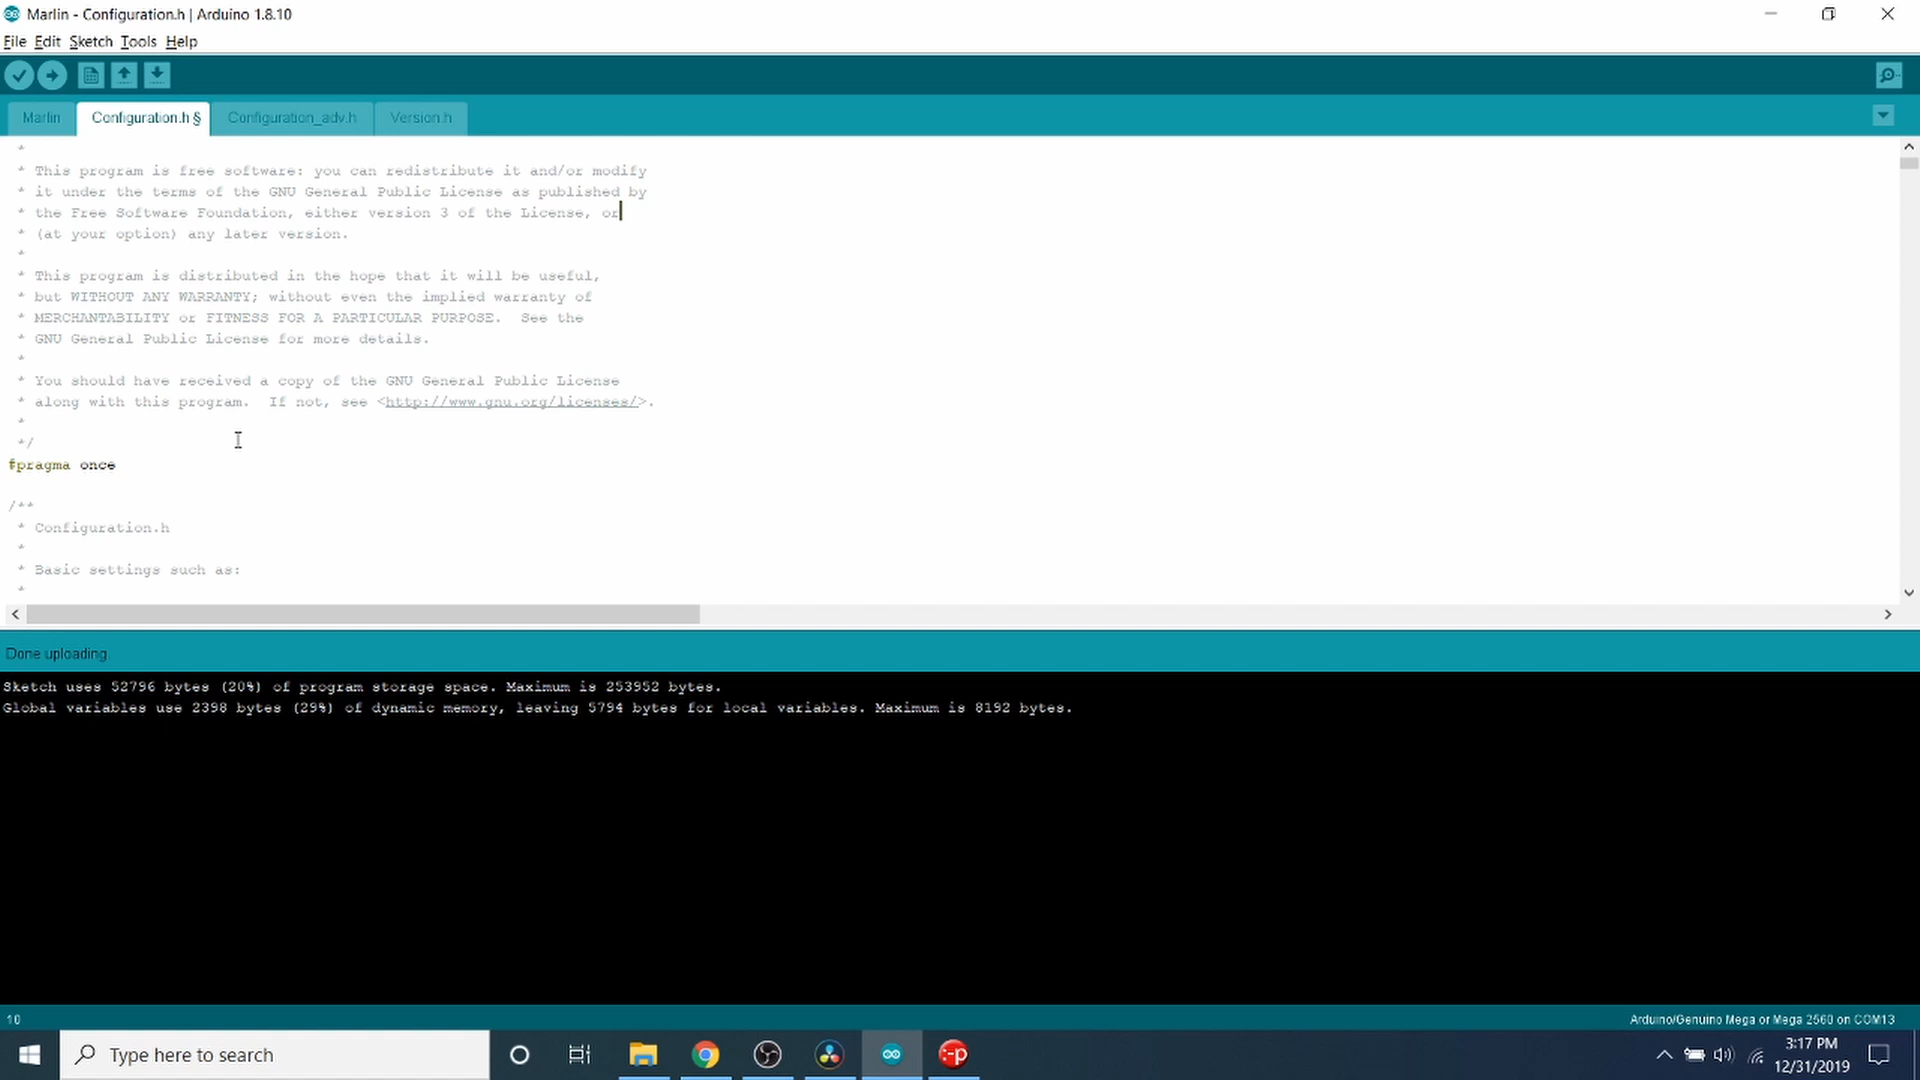 Marlin - Configuration.h | Arduino 1.8.10
File Edit Sketch Tools Help
Marlin Configuration.h § Configuration_adv.h Version.h
*
* This program is free software: you can redistribute it and/or modify
* it under the terms of the GNU General Public License as published by
* the Free Software Foundation, either version 3 of the License, or
* (at your option) any later version.
*
* This program is distributed in the hope that it will be useful,
* but WITHOUT ANY WARRANTY; without even the implied warranty of
* MERCHANTABILITY or FITNESS FOR A PARTICULAR PURPOSE.  See the
* GNU General Public License for more details.
*
* You should have received a copy of the GNU General Public License
* along with this program.  If not, see <http://www.gnu.org/licenses/>.
*
*/
#pragma once
/**
* Configuration.h
*
* Basic settings such as:
*
Done uploading.
Sketch uses 52796 bytes (20%) of program storage space. Maximum is 253952 bytes.
Global variables use 2398 bytes (29%) of dynamic memory, leaving 5794 bytes for local variables. Maximum is 8192 bytes.
10 Arduino/Genuino Mega or Mega 2560 on COM13
Type here to search
3:17 PM
12/31/2019